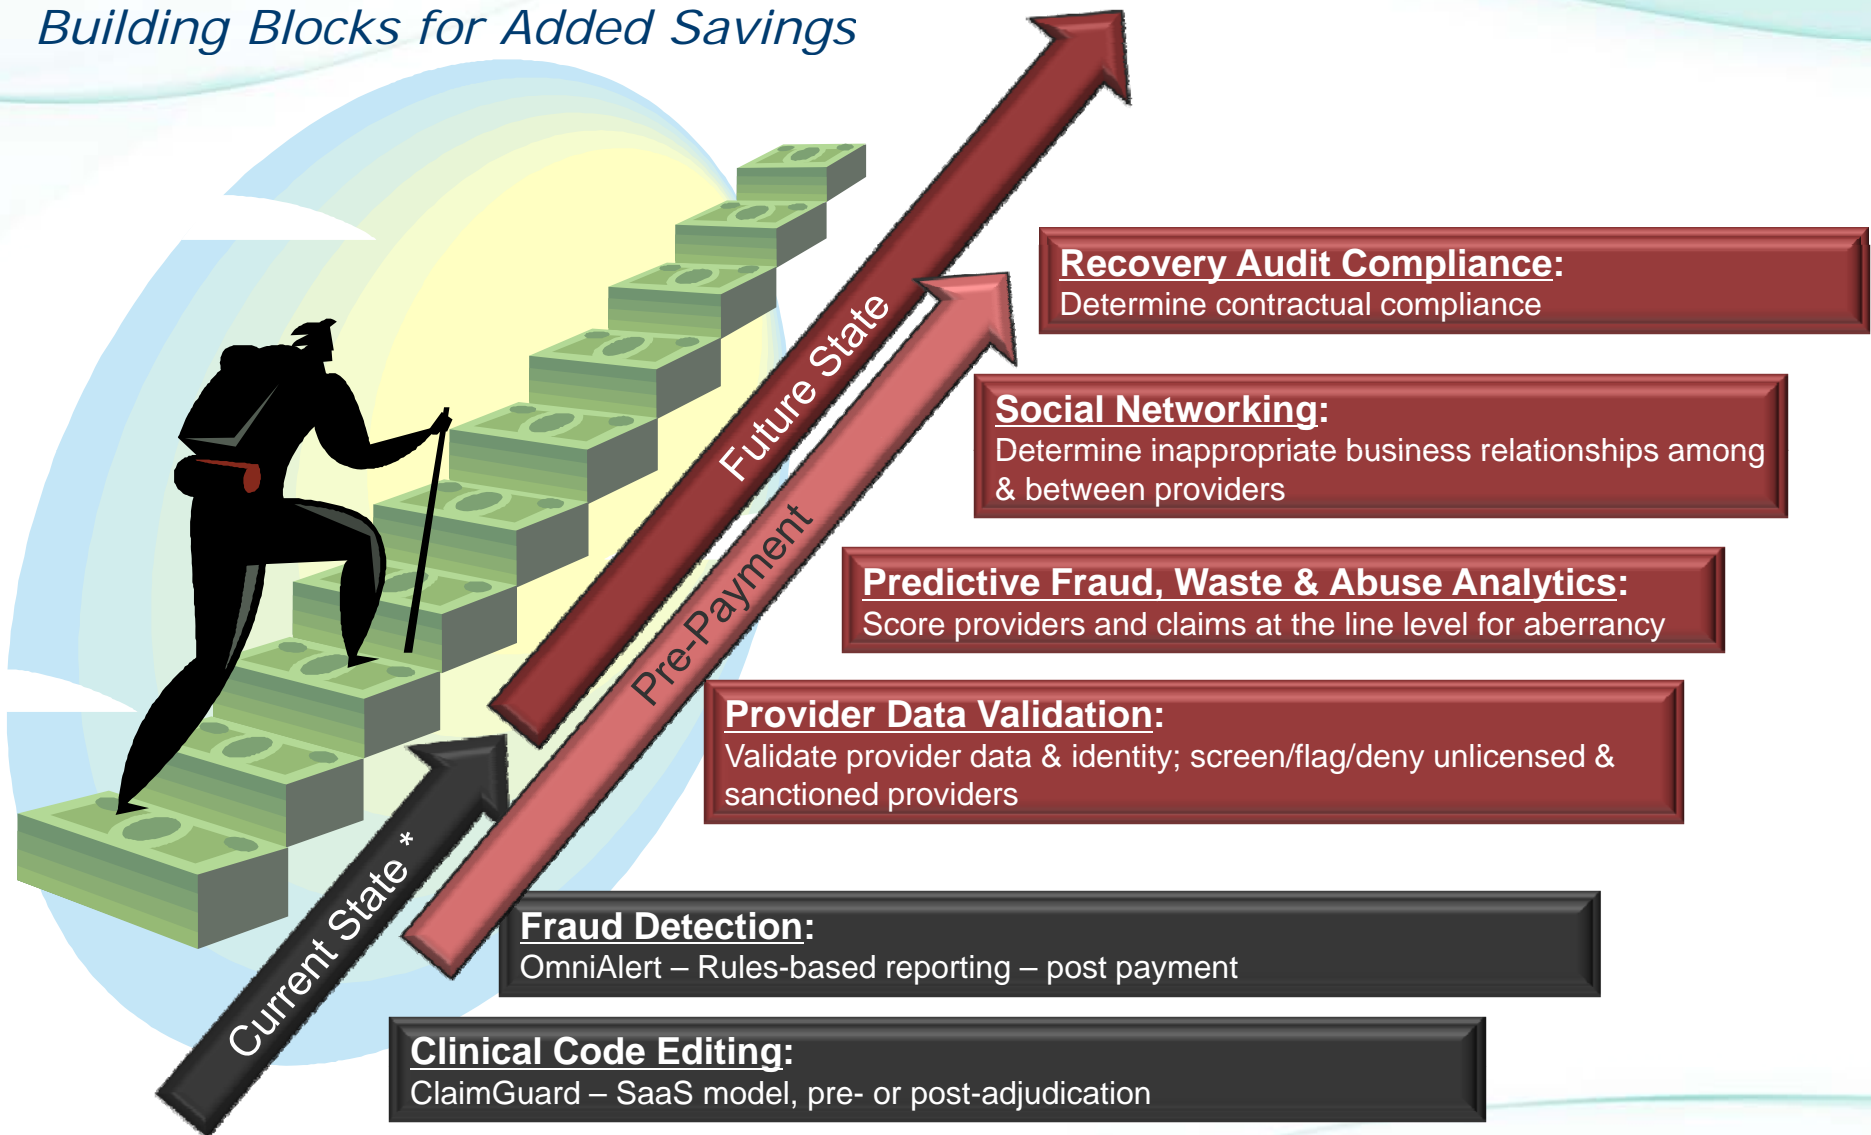 Building Blocks for Added Savings
Future State
Pre-Payment
Current State *
Recovery Audit Compliance:
Determine contractual compliance
Social Networking:
Determine inappropriate business relationships among
& between providers
Predictive Fraud, Waste & Abuse Analytics:
Score providers and claims at the line level for aberrancy
Provider Data Validation:
Validate provider data & identity; screen/flag/deny unlicensed &
sanctioned providers
Fraud Detection:
OmniAlert – Rules-based reporting – post payment
Clinical Code Editing:
ClaimGuard – SaaS model, pre- or post-adjudication